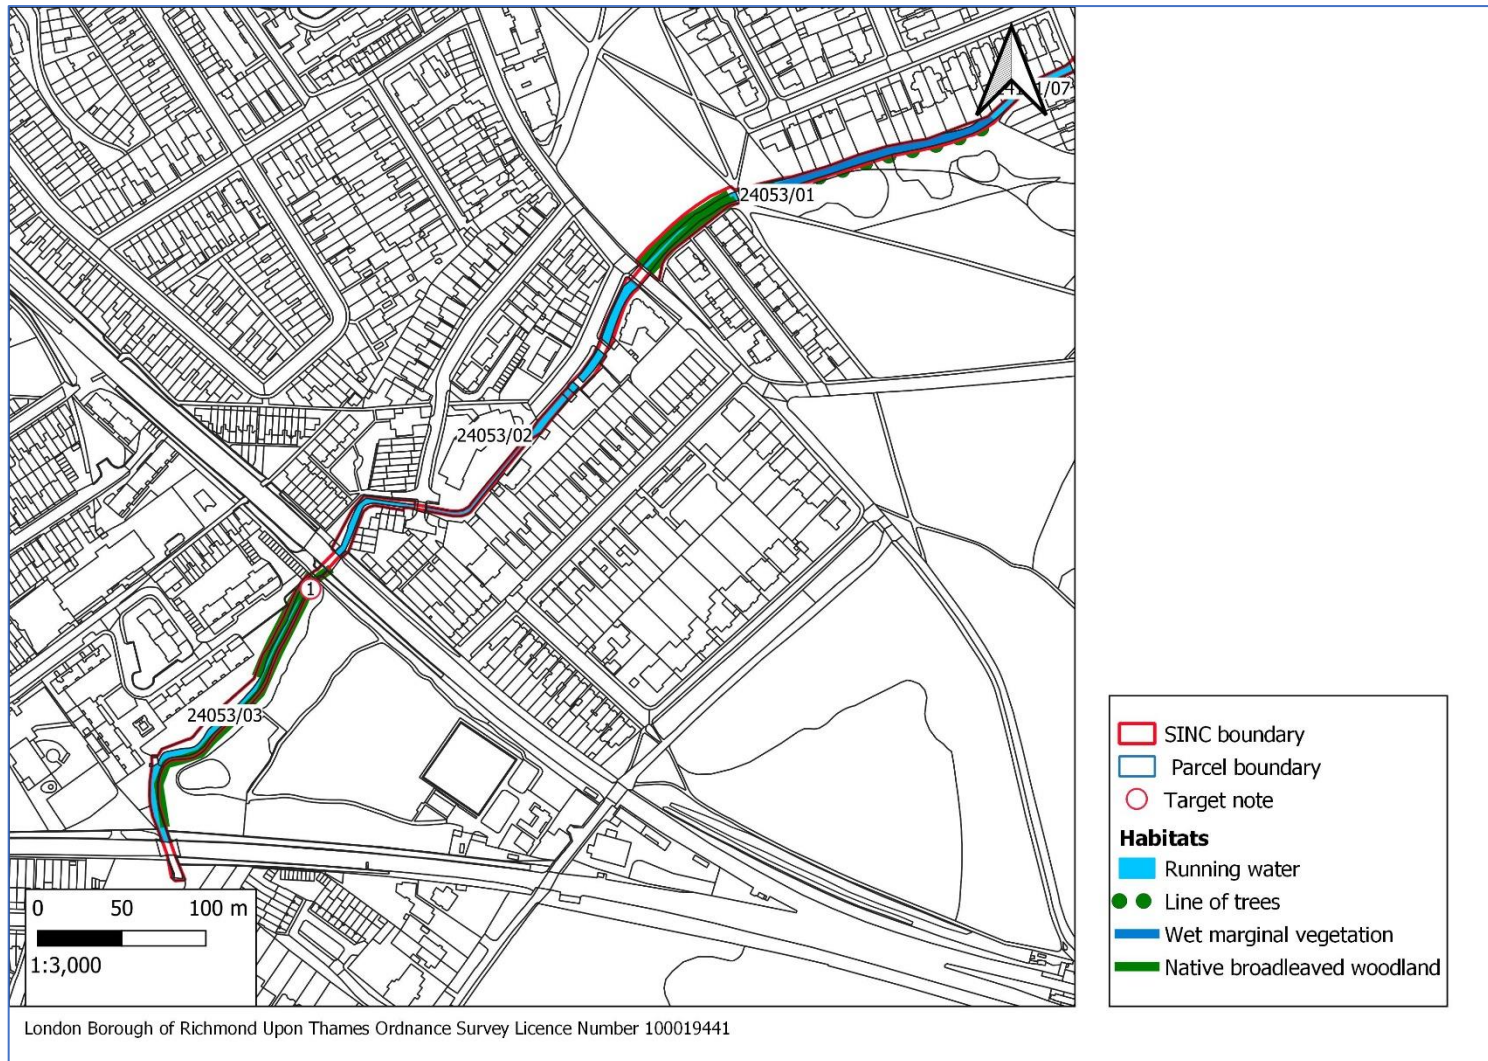 24053/01
24053/02
1
24053/03
0 50 100 m
1:3,000
SINC boundary
Parcel boundary
Target note
Habitats
Running water
Line of trees
Wet marginal vegetation
Native broadleaved woodland
London Borough of Richmond Upon Thames Ordnance Survey Licence Number 100019441